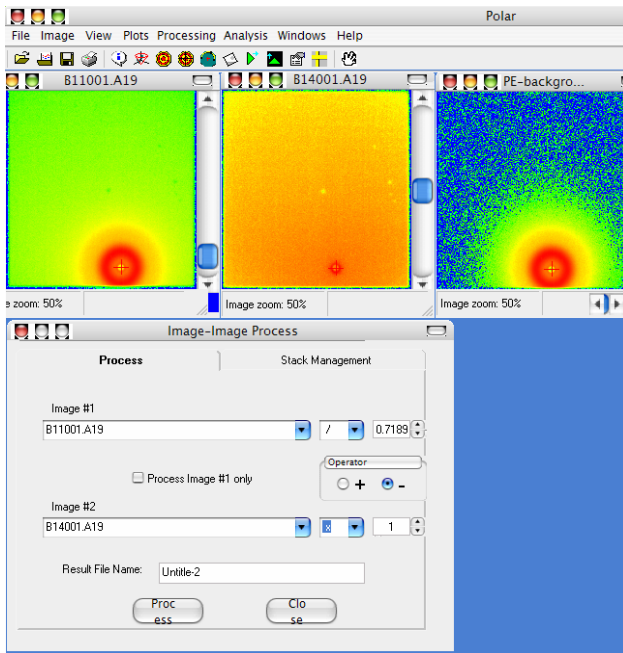 Polar
File Image View Plots Processing Analysis Windows Help
B11001.A19
B14001.A19
PE-backgro...
e zoom: 50%
Image zoom: 50%
Image zoom: 50%
Image-Image Process
Process
Stack Management
Image #1
B11001.A19
/
0.7189
Operator
Process Image #1 only
+
-
Image #2
B14001.A19
x
1
Result File Name:
Untitle-2
Proc
ess
Clo
se